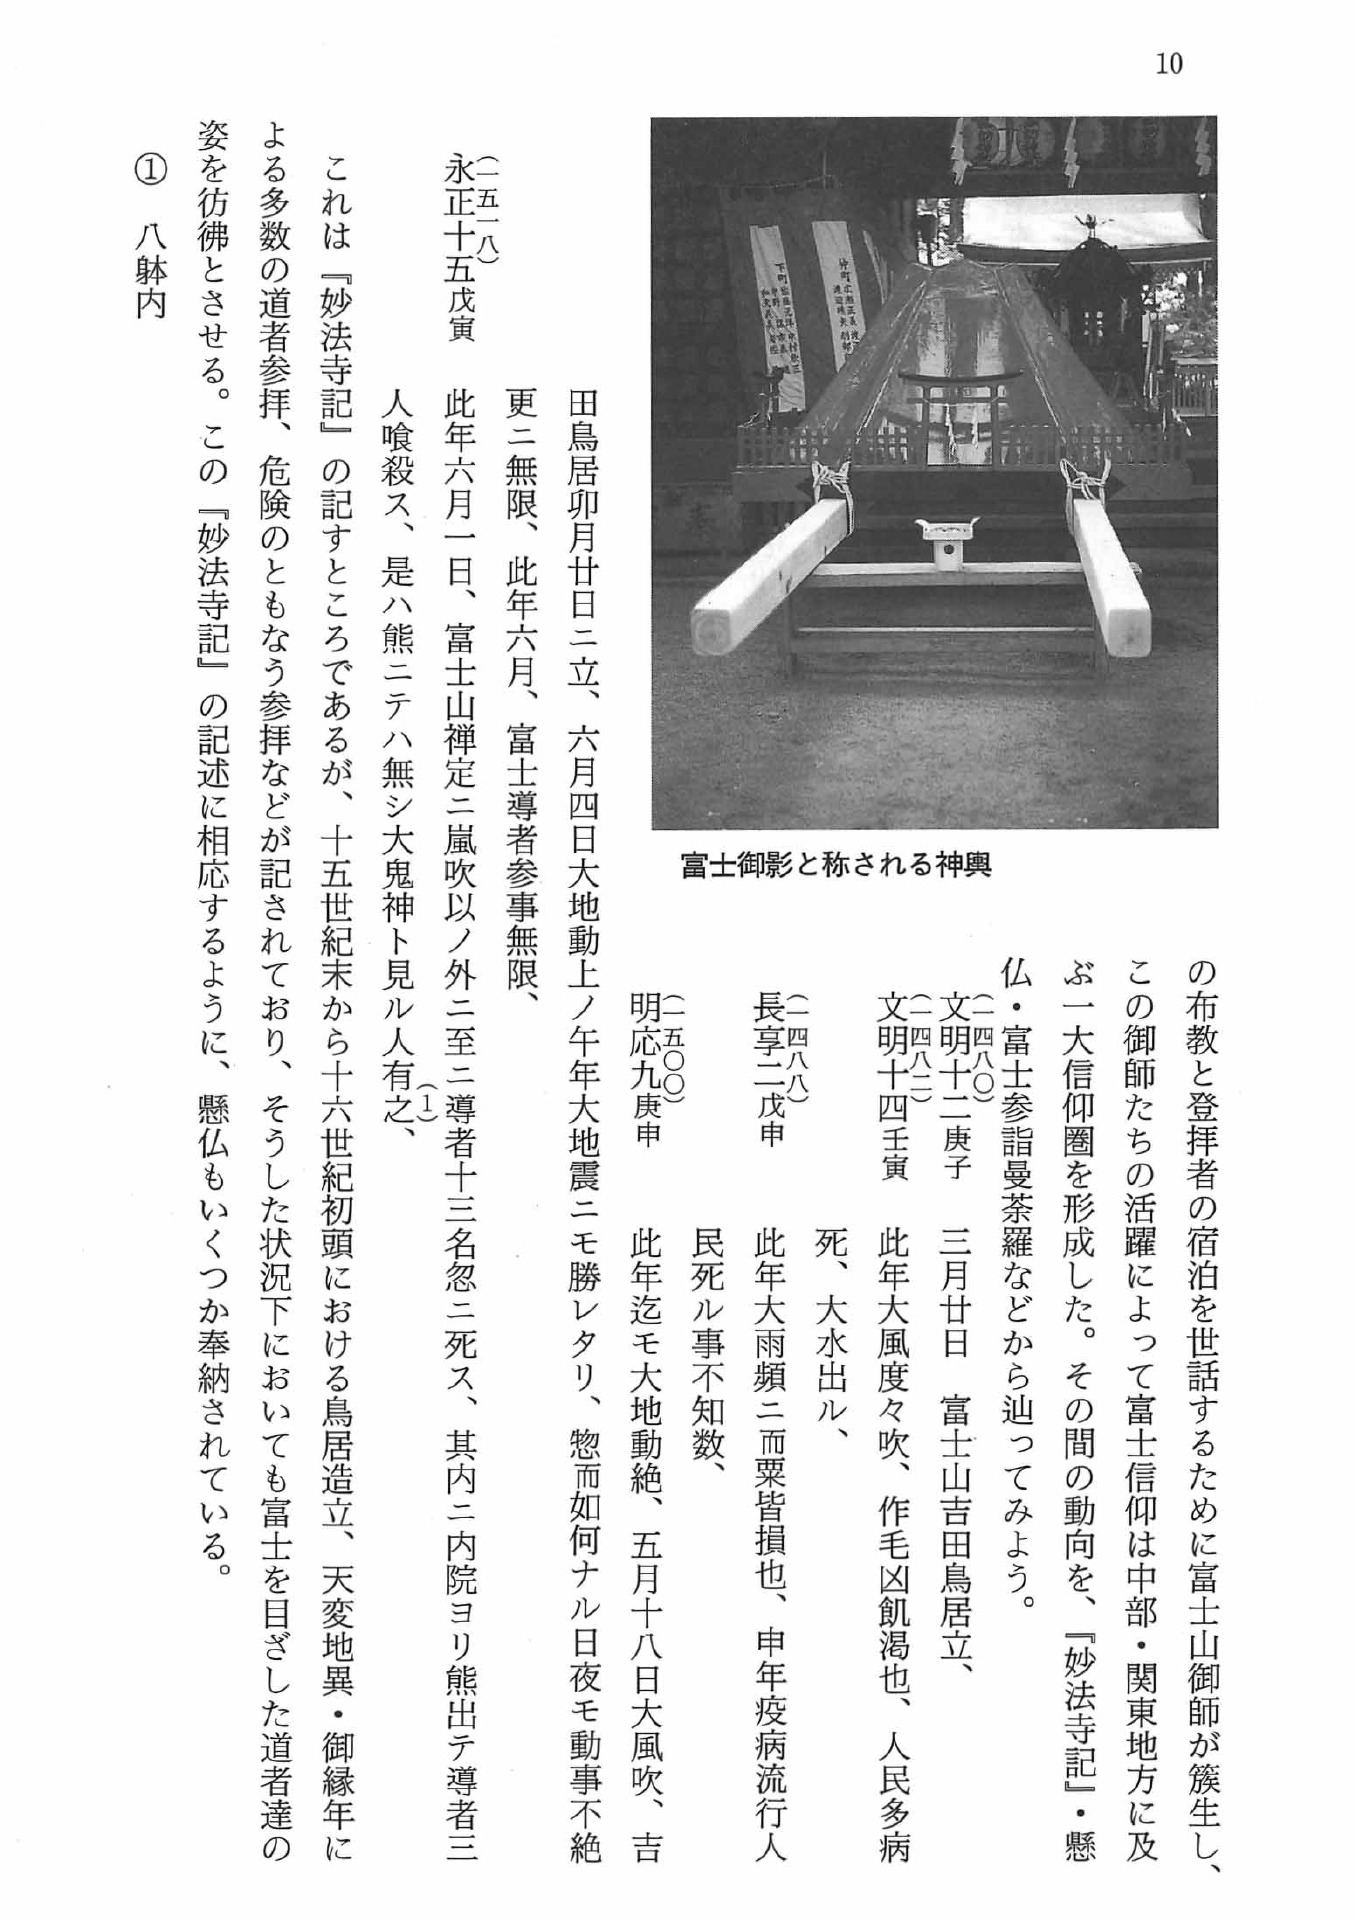 10
富士御影と称される神輿
の布教と登拝者の宿泊を世話するために富士山御師が簇生し、
この御師たちの活躍によって富士信仰は中部・関東地方に及
ぶ一大信仰圏を形成した。その間の動向を、『妙法寺記』・懸
仏・富士参詣曼荼羅などから辿ってみよう。
(一四八〇)
文明十二庚子　三月廿日　富士山吉田鳥居立、
(一四八二)
文明十四壬寅　此年大風度々吹、作毛凶飢渇也、人民多病
死、大水出ル、
(一四八八)
長享二戊申　此年大雨頻ニ而粟皆損也、申年疫病流行人
民死ル事不知数、
(一五〇〇)
明応九庚申　此年迄モ大地動絶、五月十八日大風吹、吉
田鳥居卯月廿日ニ立、六月四日大地動上ノ午年大地震ニモ勝レタリ、惣而如何ナル日夜モ動事不絶
更ニ無限、此年六月、富士導者参事無限、
(一五一八)
永正十五戊寅　此年六月一日、富士山禅定ニ嵐吹以ノ外ニ至ニ導者十三名忽ニ死ス、其内ニ内院ヨリ熊出テ導者三
人喰殺ス、是ハ熊ニテハ無シ大鬼神ト見ル人有之、(1)
これは『妙法寺記』の記すところであるが、十五世紀末から十六世紀初頭における鳥居造立、天変地異・御縁年に
よる多数の道者参拝、危険のともなう参拝などが記されており、そうした状況下においても富士を目ざした道者達の
姿を彷彿とさせる。この『妙法寺記』の記述に相応するように、懸仏もいくつか奉納されている。
①　八躰内